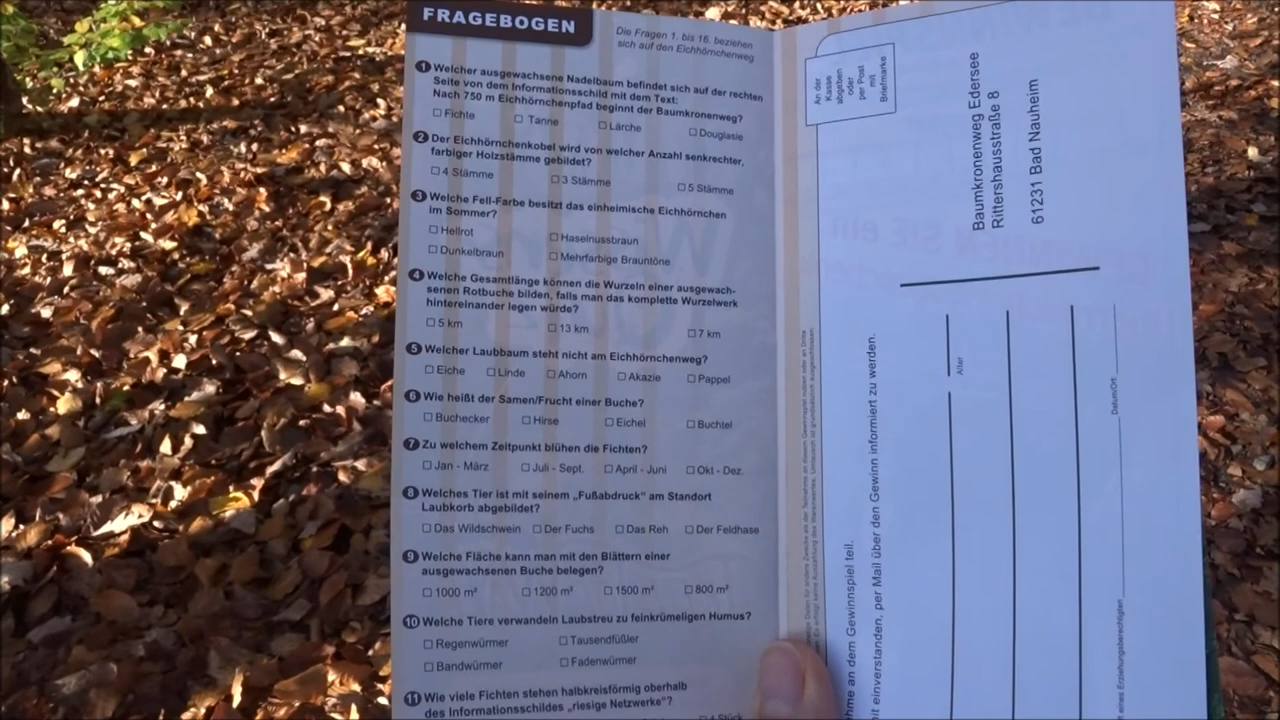 FRAGEBOGEN
Die Fragen 1. bis 16. beziehen
sich auf den Eichhörnchenweg
1 Welcher ausgewachsene Nadelbaum befindet sich auf der rechten
Seite von dem Informationsschild mit dem Text:
Nach 750 m Eichhörnchenpfad beginnt der Baumkronenweg?
☐ Fichte ☐ Tanne ☐ Lärche ☐ Douglasie
2 Der Eichhörnchenkobel wird von welcher Anzahl senkrechter,
farbiger Holzstämme gebildet?
☐ 4 Stämme ☐ 3 Stämme ☐ 5 Stämme
3 Welche Fell-Farbe besitzt das einheimische Eichhörnchen
im Sommer?
☐ Hellrot ☐ Haselnussbraun
☐ Dunkelbraun ☐ Mehrfarbige Brauntöne
4 Welche Gesamtlänge können die Wurzeln einer ausgewach-
senen Rotbuche bilden, falls man das komplette Wurzelwerk
hintereinander legen würde?
☐ 5 km ☐ 13 km ☐ 7 km
5 Welcher Laubbaum steht nicht am Eichhörnchenweg?
☐ Eiche ☐ Linde ☐ Ahorn ☐ Akazie ☐ Pappel
6 Wie heißt der Samen/Frucht einer Buche?
☐ Buchecker ☐ Hirse ☐ Eichel ☐ Buchtel
7 Zu welchem Zeitpunkt blühen die Fichten?
☐ Jan - März ☐ Juli - Sept. ☐ April - Juni ☐ Okt - Dez.
8 Welches Tier ist mit seinem „Fußabdruck“ am Standort
Laubkorb abgebildet?
☐ Das Wildschwein ☐ Der Fuchs ☐ Das Reh ☐ Der Feldhase
9 Welche Fläche kann man mit den Blättern einer
ausgewachsenen Buche belegen?
☐ 1000 m² ☐ 1200 m² ☐ 1500 m² ☐ 800 m²
10 Welche Tiere verwandeln Laubstreu zu feinkrümeligen Humus?
☐ Regenwürmer ☐ Tausendfüßler
☐ Bandwürmer ☐ Fadenwürmer
11 Wie viele Fichten stehen halbkreisförmig oberhalb
des Informationsschildes „riesige Netzwerke“?
An der
Kasse
abgeben
oder
per Post
mit
Briefmarke
Baumkronenweg Edersee
Rittershausstraße 8
61231 Bad Nauheim
Alter
Datum/Ort:
eines Erziehungsberechtigten
an dem Gewinnspiel teil.
einverstanden, per Mail über den Gewinn informiert zu werden.